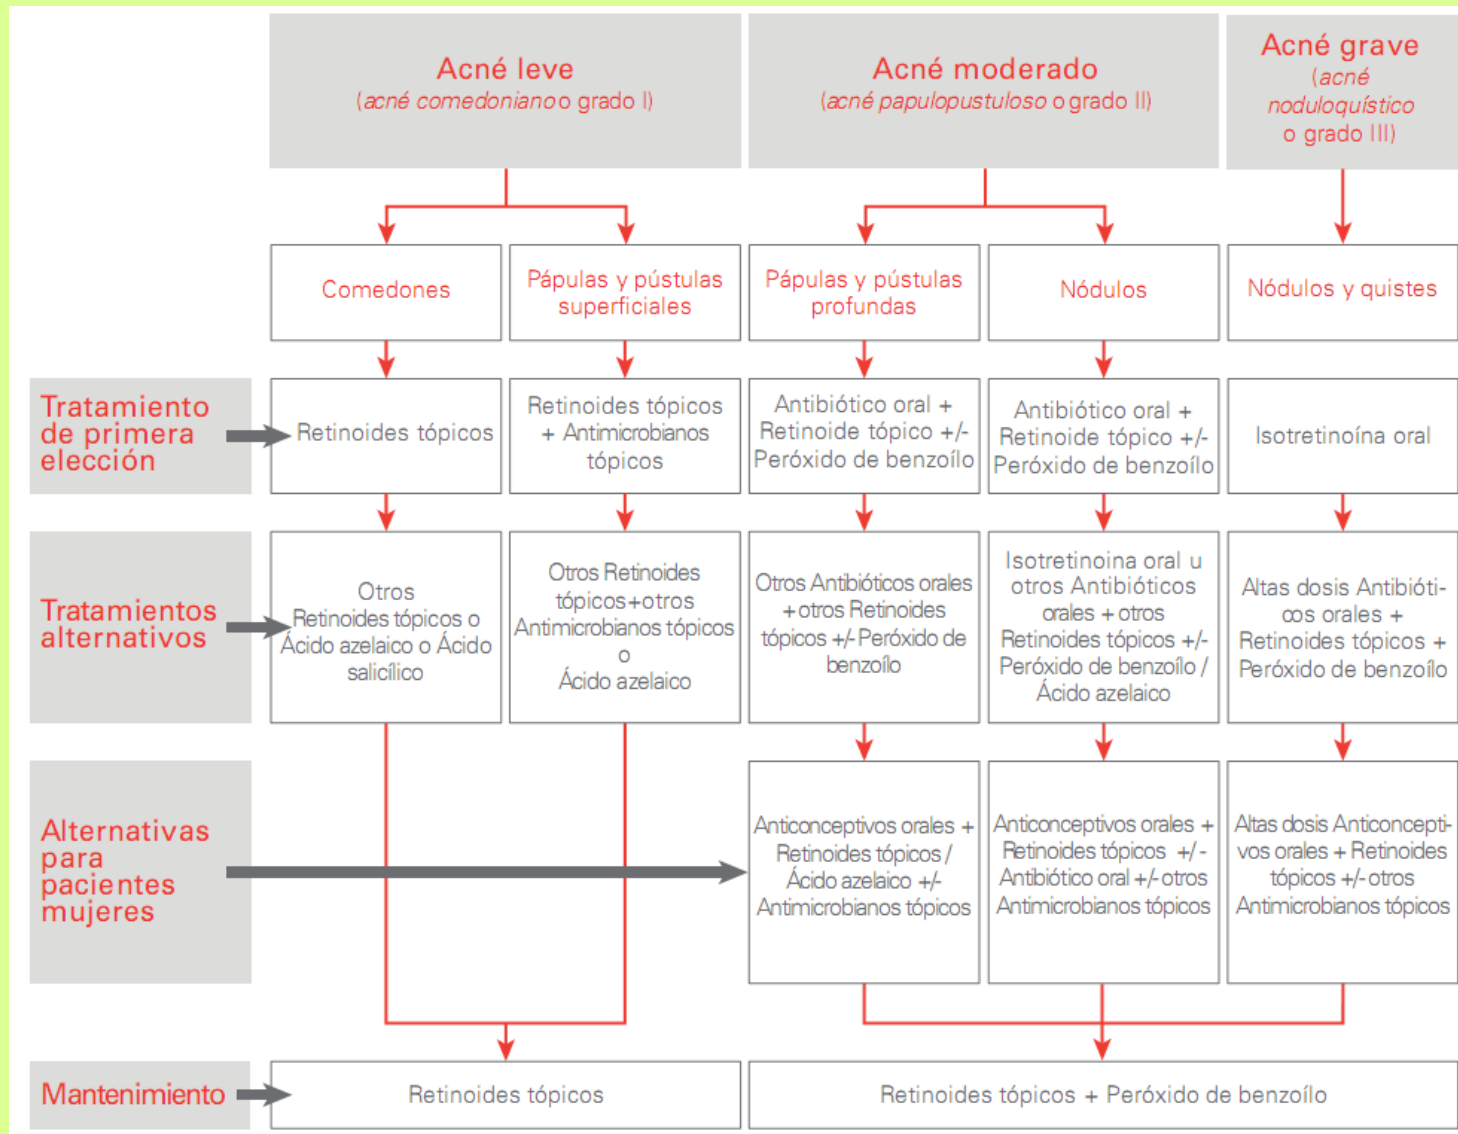 Acné leve
(acné comedoniano o grado I)
Acné moderado
(acné papulopustuloso o grado II)
Acné grave
(acné
noduloquístico
o grado III)
Comedones
Pápulas y pústulas
superficiales
Pápulas y pústulas
profundas
Nódulos
Nódulos y quistes
Tratamiento
de primera
elección
Retinoides tópicos
Retinoides tópicos
+ Antimicrobianos
tópicos
Antibiótico oral +
Retinoide tópico +/-
Peróxido de benzoílo
Antibiótico oral +
Retinoide tópico +/-
Peróxido de benzoílo
Isotretinoína oral
Tratamientos
alternativos
Otros
Retinoides tópicos o
Ácido azelaico o Ácido
salicílico
Otros Retinoides
tópicos+otros
Antimicrobianos tópicos
o
Ácido azelaico
Otros Antibióticos orales
+ otros Retinoides
tópicos +/- Peróxido de
benzoílo
Isotretinoina oral u
otros Antibióticos
orales + otros
Retinoides tópicos +/-
Peróxido de benzoílo /
Ácido azelaico
Altas dosis Antibióti-
cos orales +
Retinoides tópicos +
Peróxido de benzoílo
Alternativas
para
pacientes
mujeres
Anticonceptivos orales +
Retinoides tópicos /
Ácido azelaico +/-
Antimicrobianos tópicos
Anticonceptivos orales +
Retinoides tópicos +/-
Antibiótico oral +/- otros
Antimicrobianos tópicos
Altas dosis Anticoncepti-
vos orales + Retinoides
tópicos +/- otros
Antimicrobianos tópicos
Mantenimiento
Retinoides tópicos
Retinoides tópicos + Peróxido de benzoílo